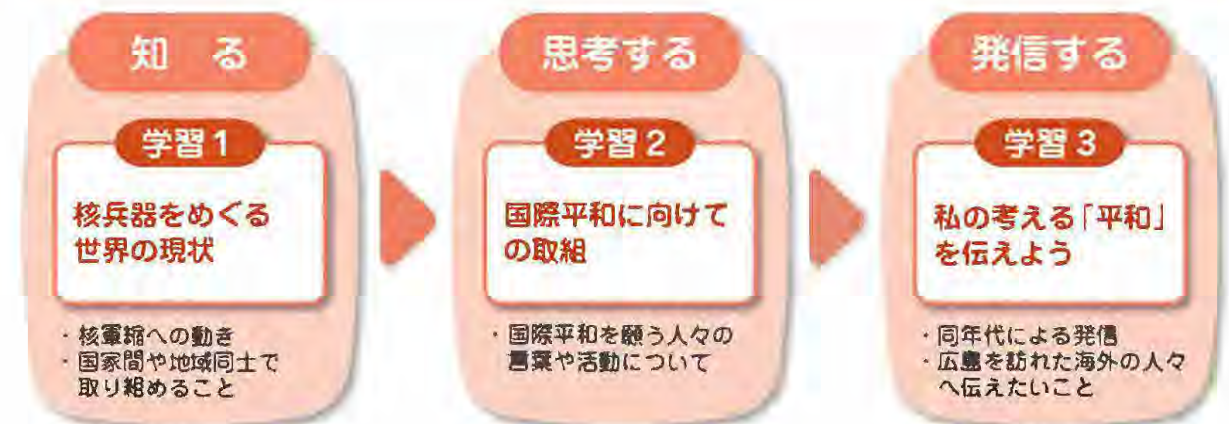 知る
学習1
核兵器をめぐる
世界の現状
・核軍縮への動き
・国家間や地域同士で
取り組めること
思考する
学習2
国際平和に向けて
の取組
・国際平和を願う人々の
言葉や活動について
発信する
学習3
私の考える「平和」
を伝えよう
・同年代による発信
・広島を訪れた海外の人々
へ伝えたいこと